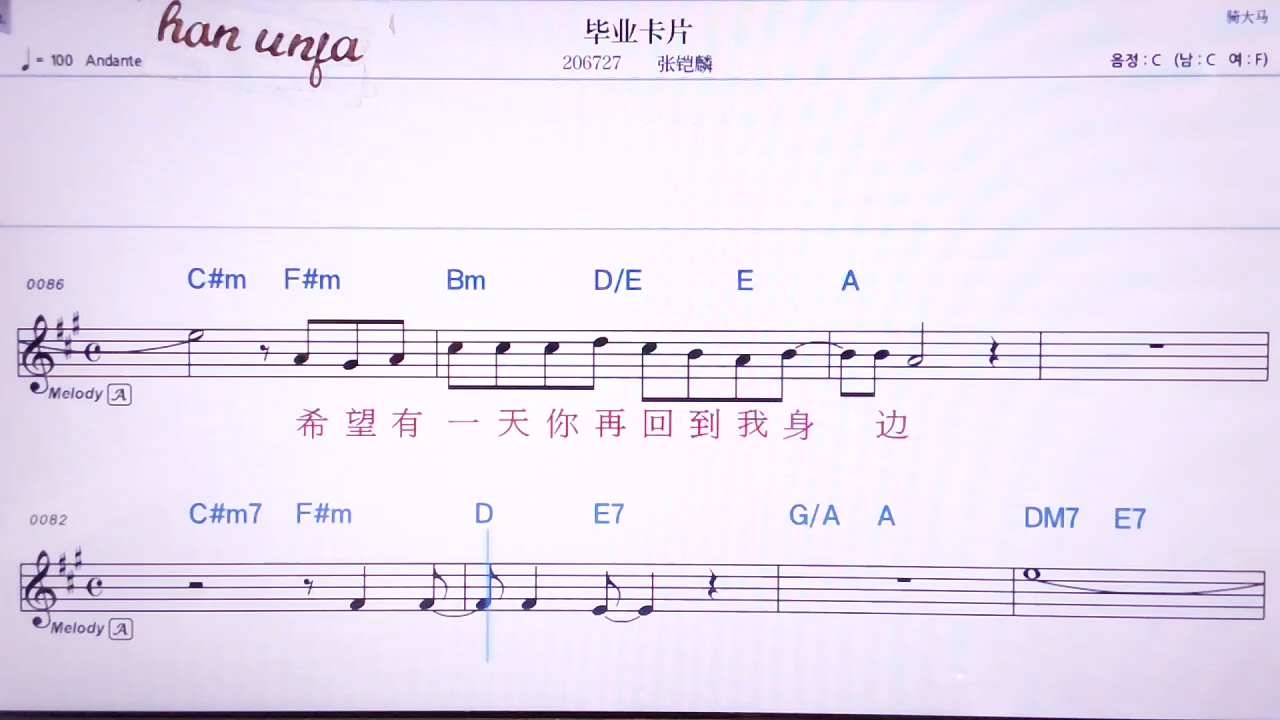 han unfa
毕业卡片
骑大马
♩ = 100 Andante
206727 张铠麟
음정 : C (남 : C 여 : F)
0086
C#m F#m Bm D/E E A
Melody A
希望有一天你再回到我身边
0082
C#m7 F#m D E7 G/A A DM7 E7
Melody A